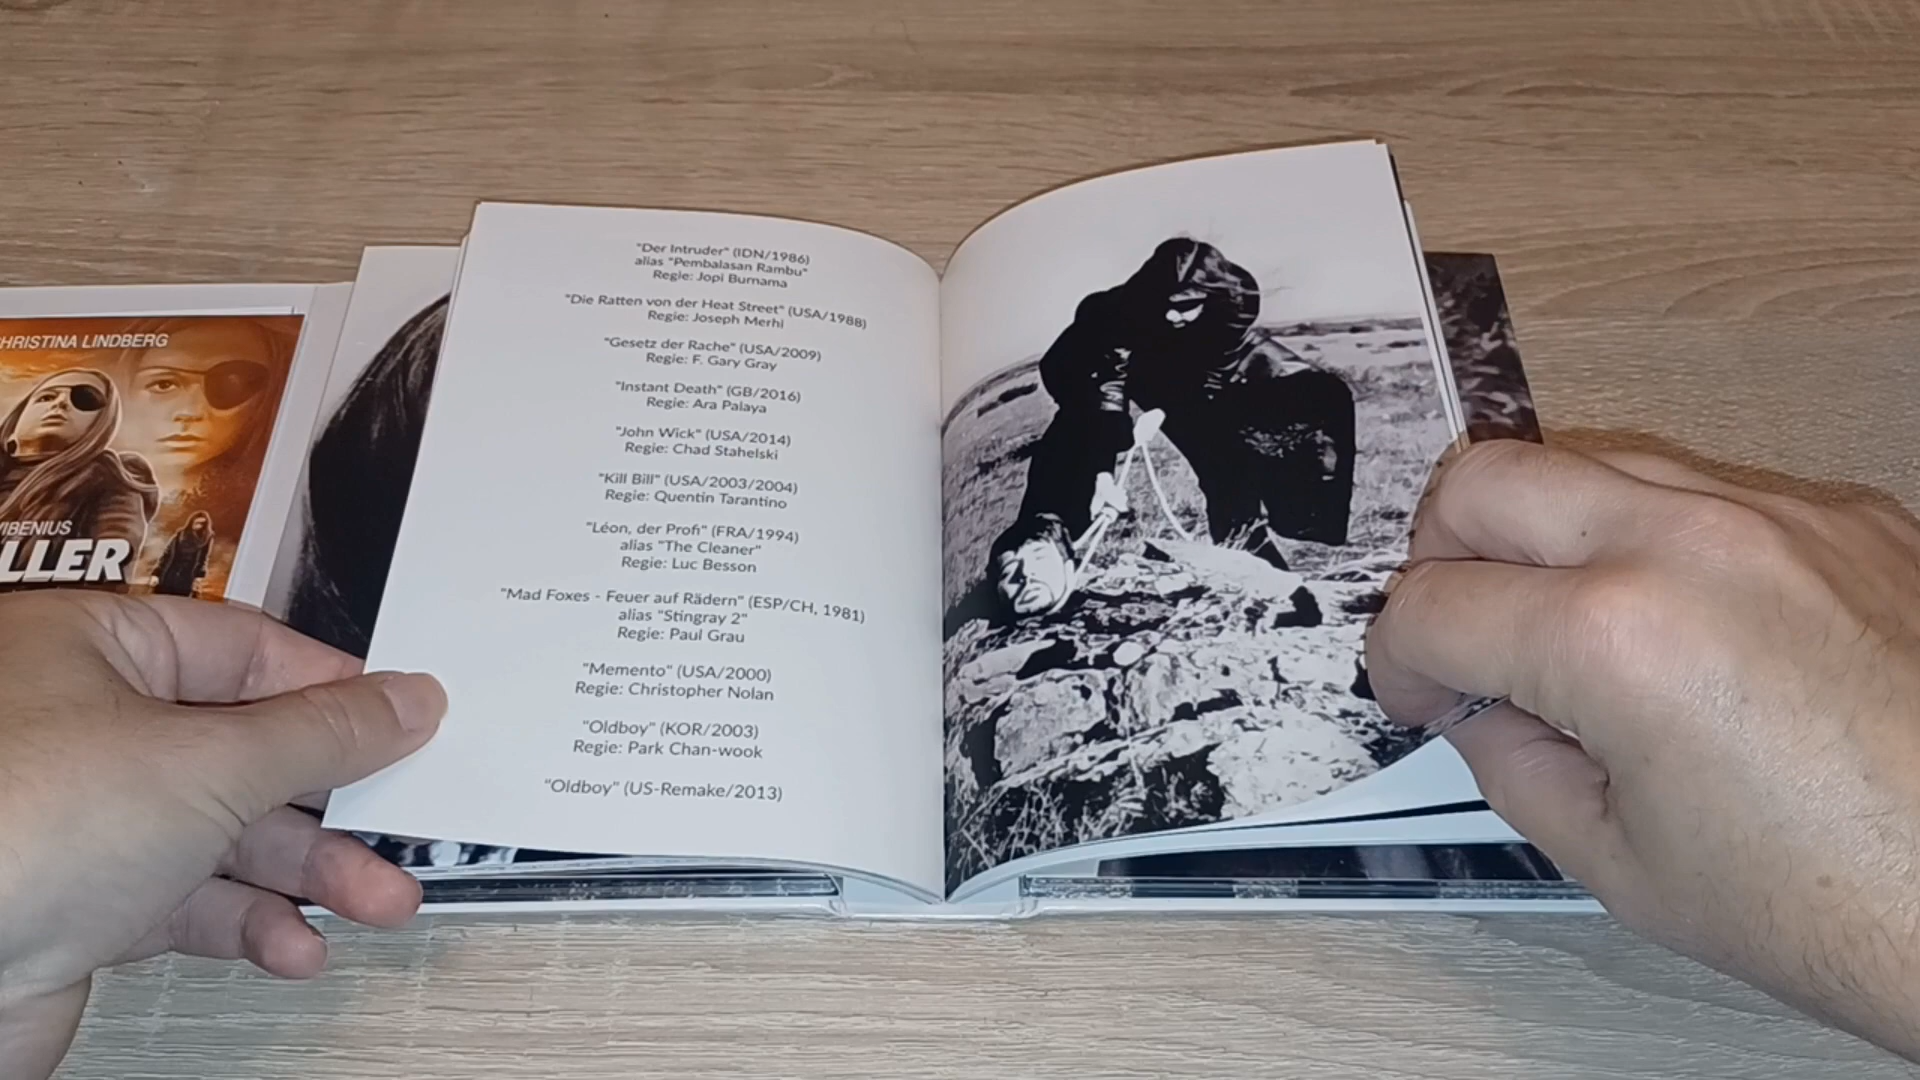 HRISTINA LINDBERG
VIBENIUS
LLER
"Der Intruder" (IDN/1986)
alias "Pembalasan Rambu"
Regie: Jopi Burnama
"Die Ratten von der Heat Street" (USA/1988)
Regie: Joseph Merhi
"Gesetz der Rache" (USA/2009)
Regie: F. Gary Gray
"Instant Death" (GB/2016)
Regie: Ara Palaya
"John Wick" (USA/2014)
Regie: Chad Stahelski
"Kill Bill" (USA/2003/2004)
Regie: Quentin Tarantino
"Léon, der Profi" (FRA/1994)
alias "The Cleaner"
Regie: Luc Besson
"Mad Foxes - Feuer auf Rädern" (ESP/CH, 1981)
alias "Stingray 2"
Regie: Paul Grau
"Memento" (USA/2000)
Regie: Christopher Nolan
"Oldboy" (KOR/2003)
Regie: Park Chan-wook
"Oldboy" (US-Remake/2013)